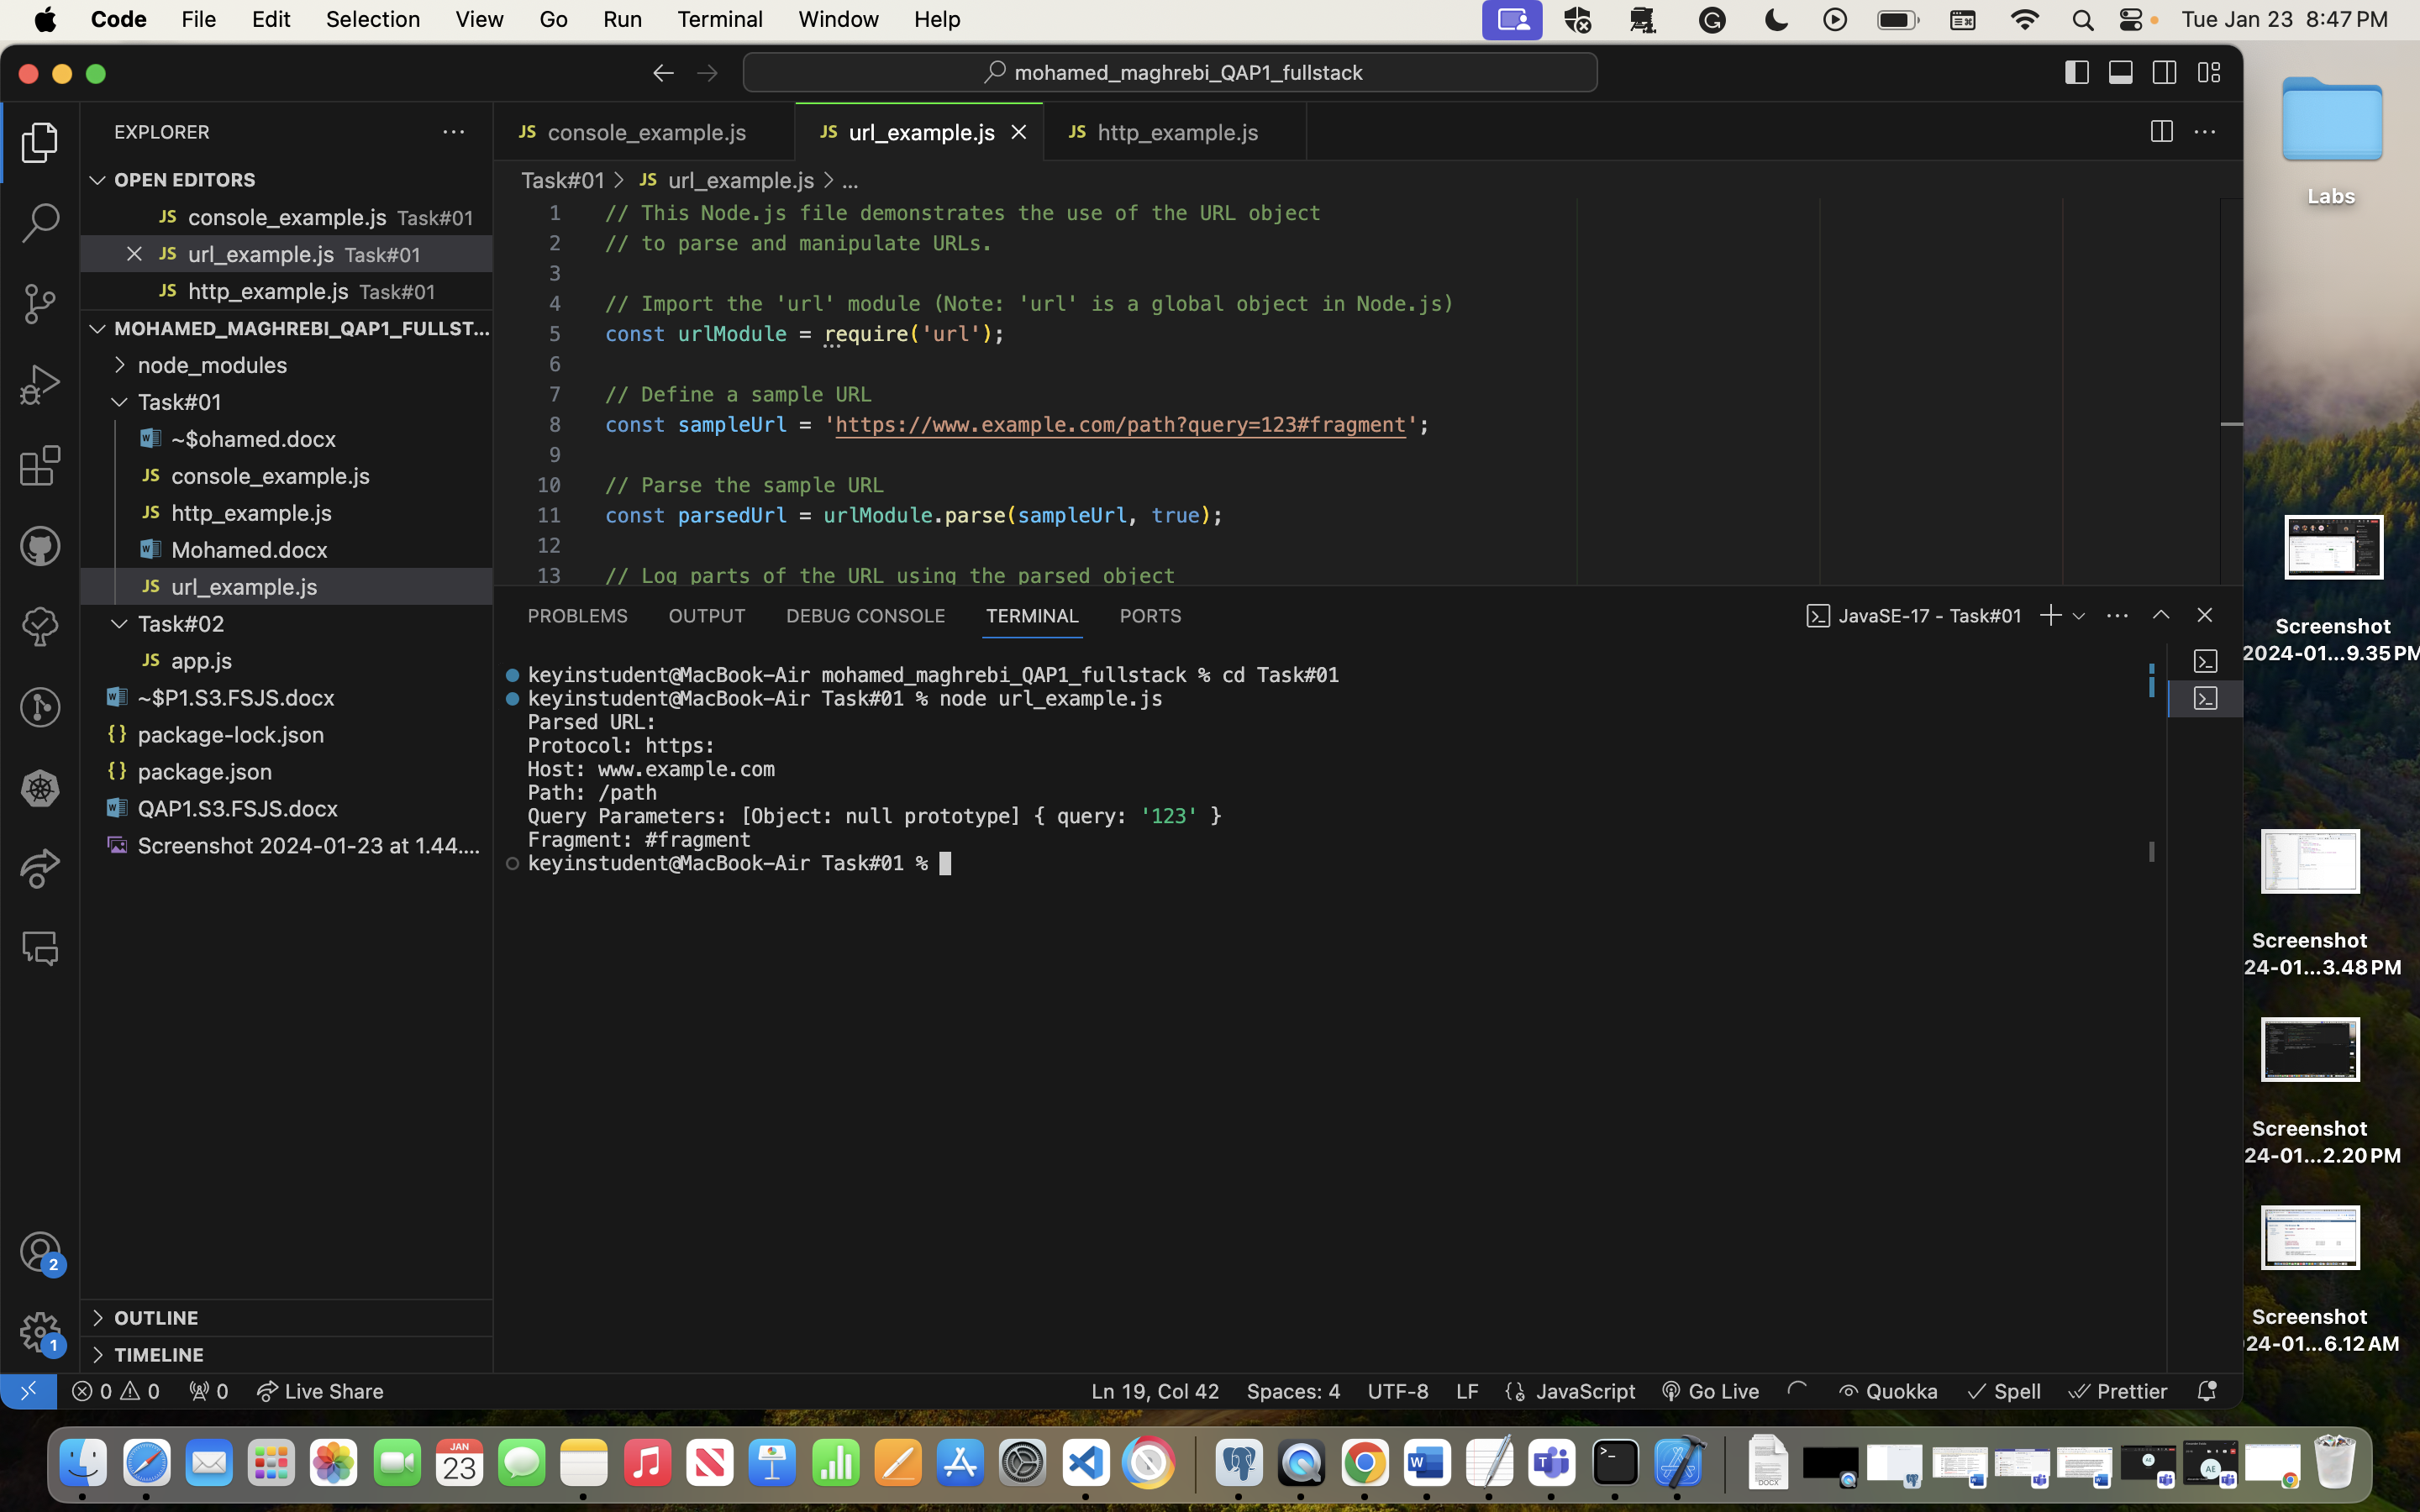 Code File Edit Selection View Go Run Terminal Window Help Tue Jan 23 8:47 PM
mohamed_maghrebi_QAP1_fullstack
EXPLORER
OPEN EDITORS
JS console_example.js Task#01
JS url_example.js Task#01
JS http_example.js Task#01
MOHAMED_MAGHREBI_QAP1_FULLST...
node_modules
Task#01
~$ohamed.docx
JS console_example.js
JS http_example.js
Mohamed.docx
JS url_example.js
Task#02
JS app.js
~$P1.S3.FSJS.docx
{} package-lock.json
{} package.json
QAP1.S3.FSJS.docx
Screenshot 2024-01-23 at 1.44....
OUTLINE
TIMELINE
2
1
JS console_example.js JS url_example.js JS http_example.js
Task#01 > JS url_example.js > ...
1 // This Node.js file demonstrates the use of the URL object
2 // to parse and manipulate URLs.
3
4 // Import the 'url' module (Note: 'url' is a global object in Node.js)
5 const urlModule = require('url');
6
7 // Define a sample URL
8 const sampleUrl = 'https://www.example.com/path?query=123#fragment';
9
10 // Parse the sample URL
11 const parsedUrl = urlModule.parse(sampleUrl, true);
12
13 // Log parts of the URL using the parsed object
PROBLEMS OUTPUT DEBUG CONSOLE TERMINAL PORTS JavaSE-17 - Task#01
keyinstudent@MacBook-Air mohamed_maghrebi_QAP1_fullstack % cd Task#01
keyinstudent@MacBook-Air Task#01 % node url_example.js
Parsed URL:
Protocol: https:
Host: www.example.com
Path: /path
Query Parameters: [Object: null prototype] { query: '123' }
Fragment: #fragment
keyinstudent@MacBook-Air Task#01 %
0 0 0 Live Share Ln 19, Col 42 Spaces: 4 UTF-8 LF JavaScript Go Live Quokka Spell Prettier
Labs
Screenshot
2024-01...9.35 PM
Screenshot
24-01...3.48 PM
Screenshot
24-01...2.20 PM
Screenshot
24-01...6.12 AM
JAN
23
DOCX
AE